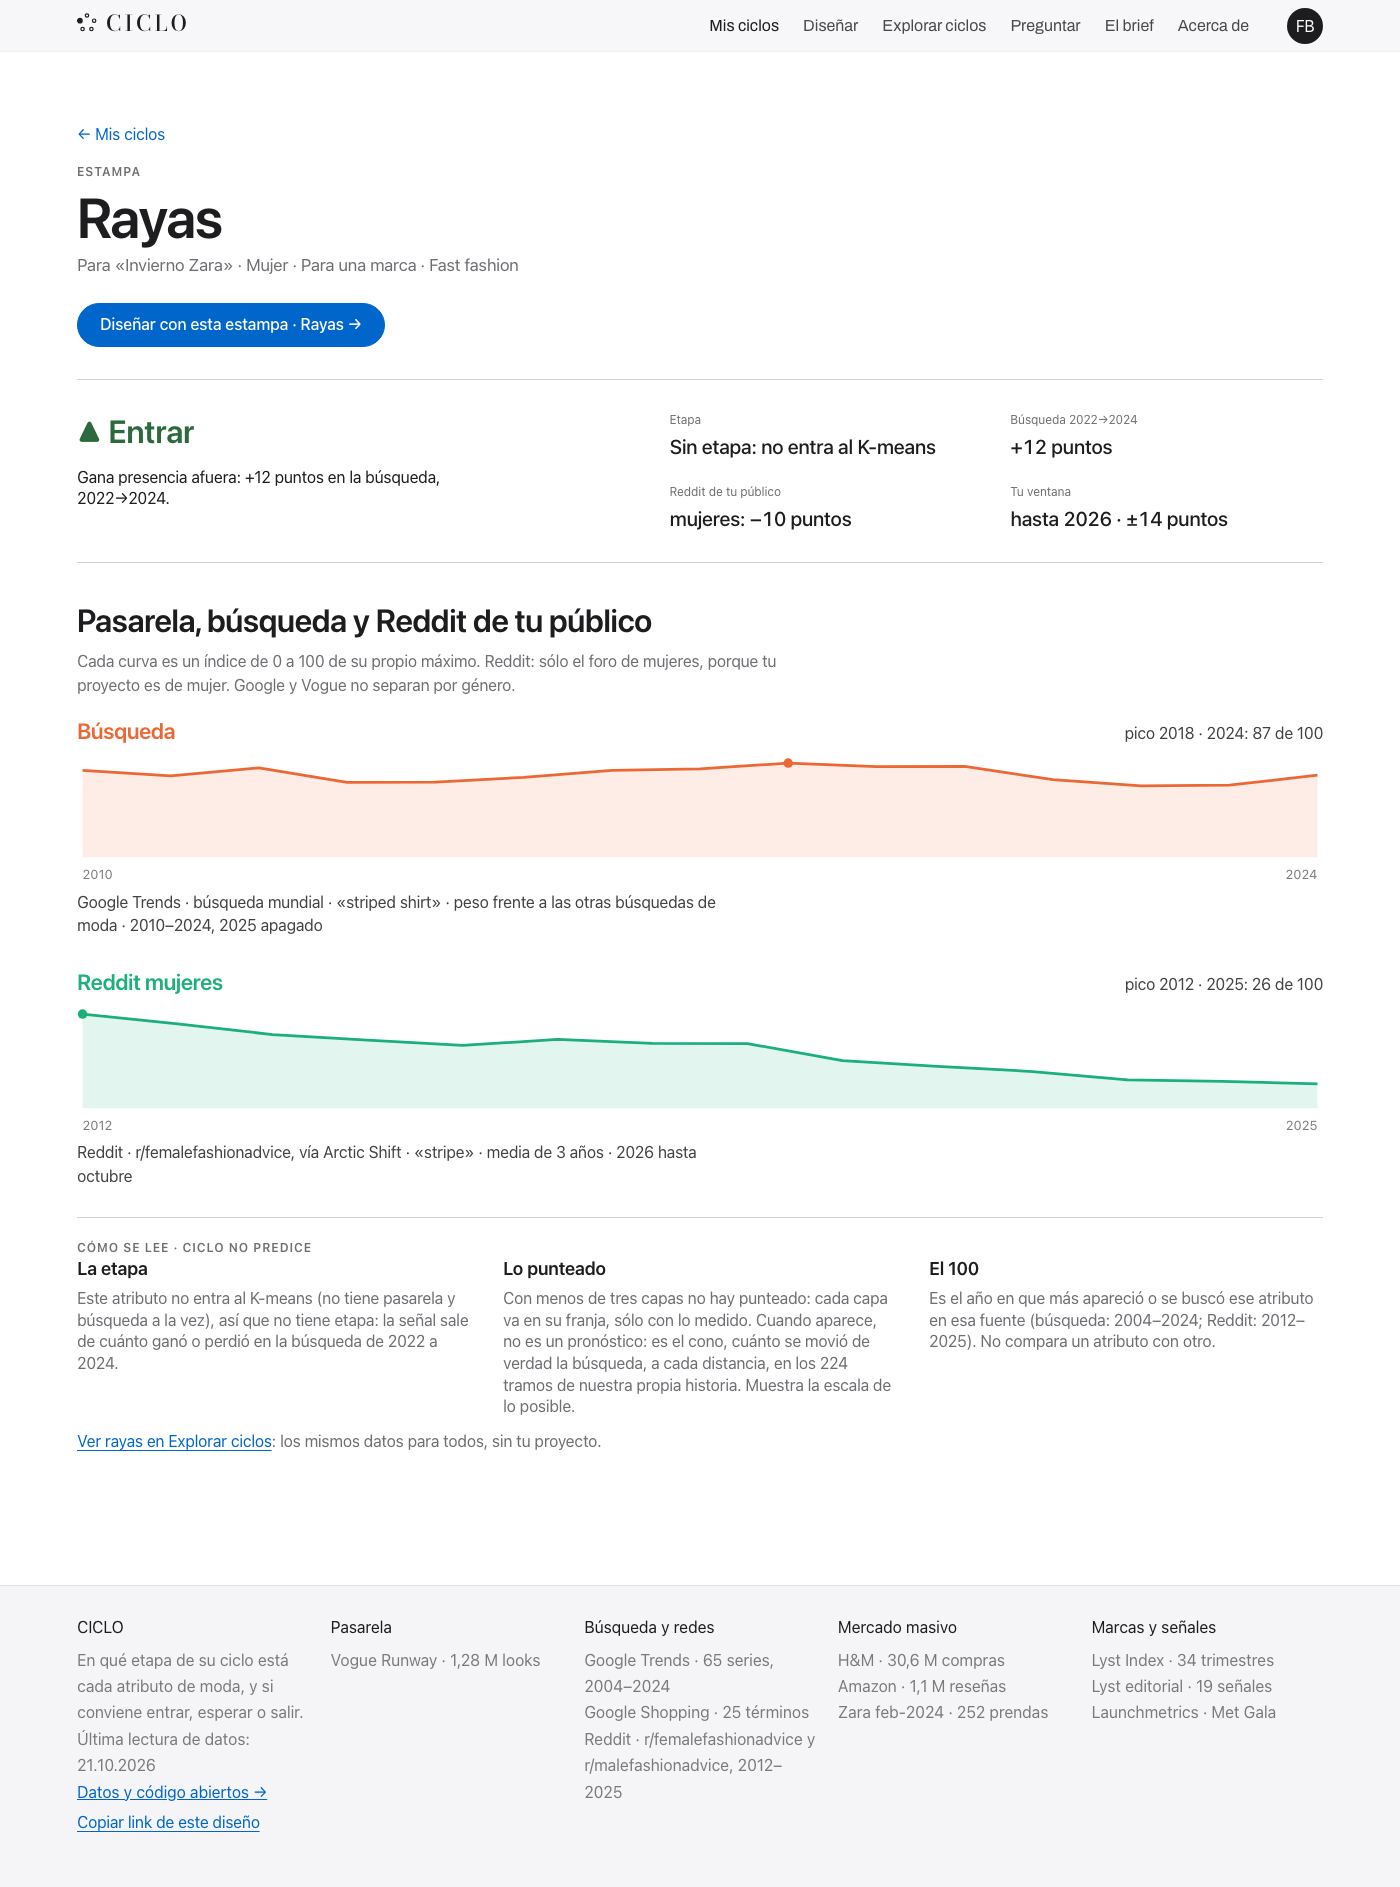 CICLO
Mis ciclos Diseñar Explorar ciclos Preguntar El brief Acerca de FB
← Mis ciclos
ESTAMPA
Rayas
Para «Invierno Zara» · Mujer · Para una marca · Fast fashion
Diseñar con esta estampa · Rayas →
▲ Entrar
Gana presencia afuera: +12 puntos en la búsqueda,
2022→2024.
Etapa
Sin etapa: no entra al K-means
Búsqueda 2022→2024
+12 puntos
Reddit de tu público
mujeres: −10 puntos
Tu ventana
hasta 2026 · ±14 puntos
Pasarela, búsqueda y Reddit de tu público
Cada curva es un índice de 0 a 100 de su propio máximo. Reddit: sólo el foro de mujeres, porque tu
proyecto es de mujer. Google y Vogue no separan por género.
Búsqueda
pico 2018 · 2024: 87 de 100
2010
2024
Google Trends · búsqueda mundial · «striped shirt» · peso frente a las otras búsquedas de
moda · 2010–2024, 2025 apagado
Reddit mujeres
pico 2012 · 2025: 26 de 100
2012
2025
Reddit · r/femalefashionadvice, vía Arctic Shift · «stripe» · media de 3 años · 2026 hasta
octubre
CÓMO SE LEE · CICLO NO PREDICE
La etapa
Este atributo no entra al K-means (no tiene pasarela y
búsqueda a la vez), así que no tiene etapa: la señal sale
de cuánto ganó o perdió en la búsqueda de 2022 a
2024.
Lo punteado
Con menos de tres capas no hay punteado: cada capa
va en su franja, sólo con lo medido. Cuando aparece,
no es un pronóstico: es el cono, cuánto se movió de
verdad la búsqueda, a cada distancia, en los 224
tramos de nuestra propia historia. Muestra la escala de
lo posible.
El 100
Es el año en que más apareció o se buscó ese atributo
en esa fuente (búsqueda: 2004–2024; Reddit: 2012–
2025). No compara un atributo con otro.
Ver rayas en Explorar ciclos: los mismos datos para todos, sin tu proyecto.
CICLO
En qué etapa de su ciclo está
cada atributo de moda, y si
conviene entrar, esperar o salir.
Última lectura de datos:
21.10.2026
Datos y código abiertos →
Copiar link de este diseño
Pasarela
Vogue Runway · 1,28 M looks
Búsqueda y redes
Google Trends · 65 series,
2004–2024
Google Shopping · 25 términos
Reddit · r/femalefashionadvice y
r/malefashionadvice, 2012–
2025
Mercado masivo
H&M · 30,6 M compras
Amazon · 1,1 M reseñas
Zara feb-2024 · 252 prendas
Marcas y señales
Lyst Index · 34 trimestres
Lyst editorial · 19 señales
Launchmetrics · Met Gala